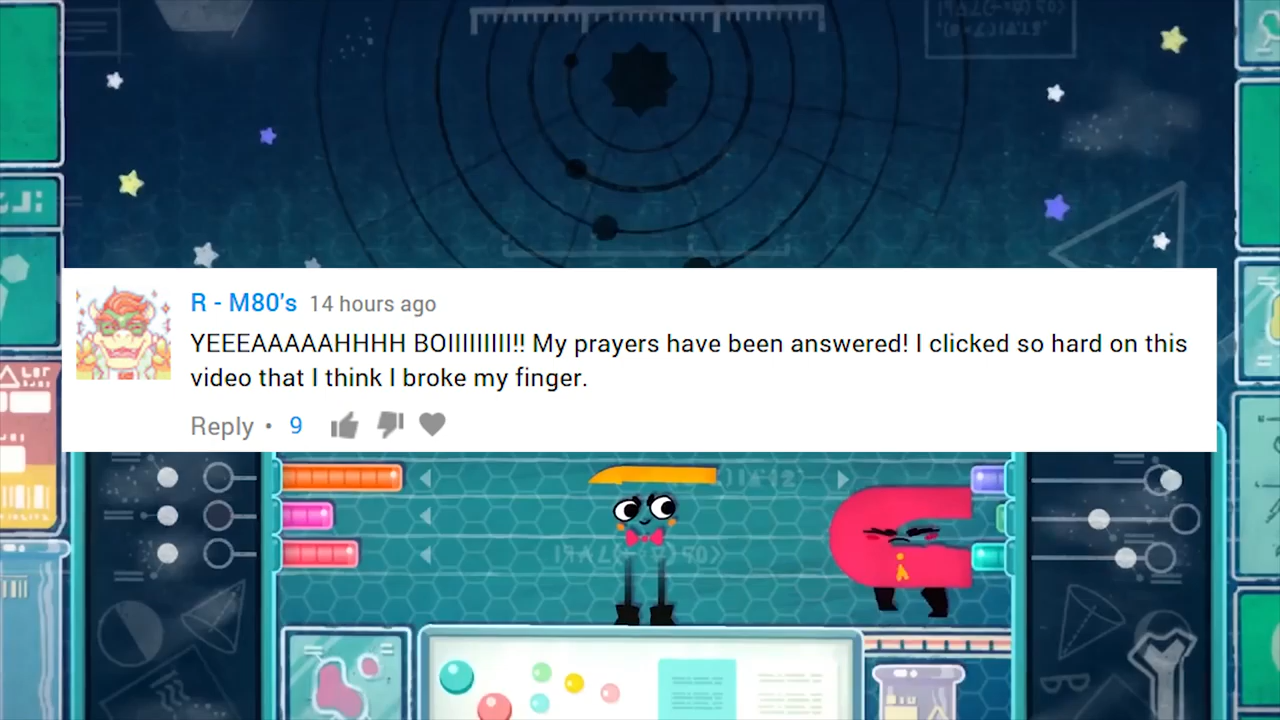 R - M80's 14 hours ago
YEEEAAAAAHHHH BOIIIIIIIII!! My prayers have been answered! I clicked so hard on this
video that I think I broke my finger.
Reply • 9